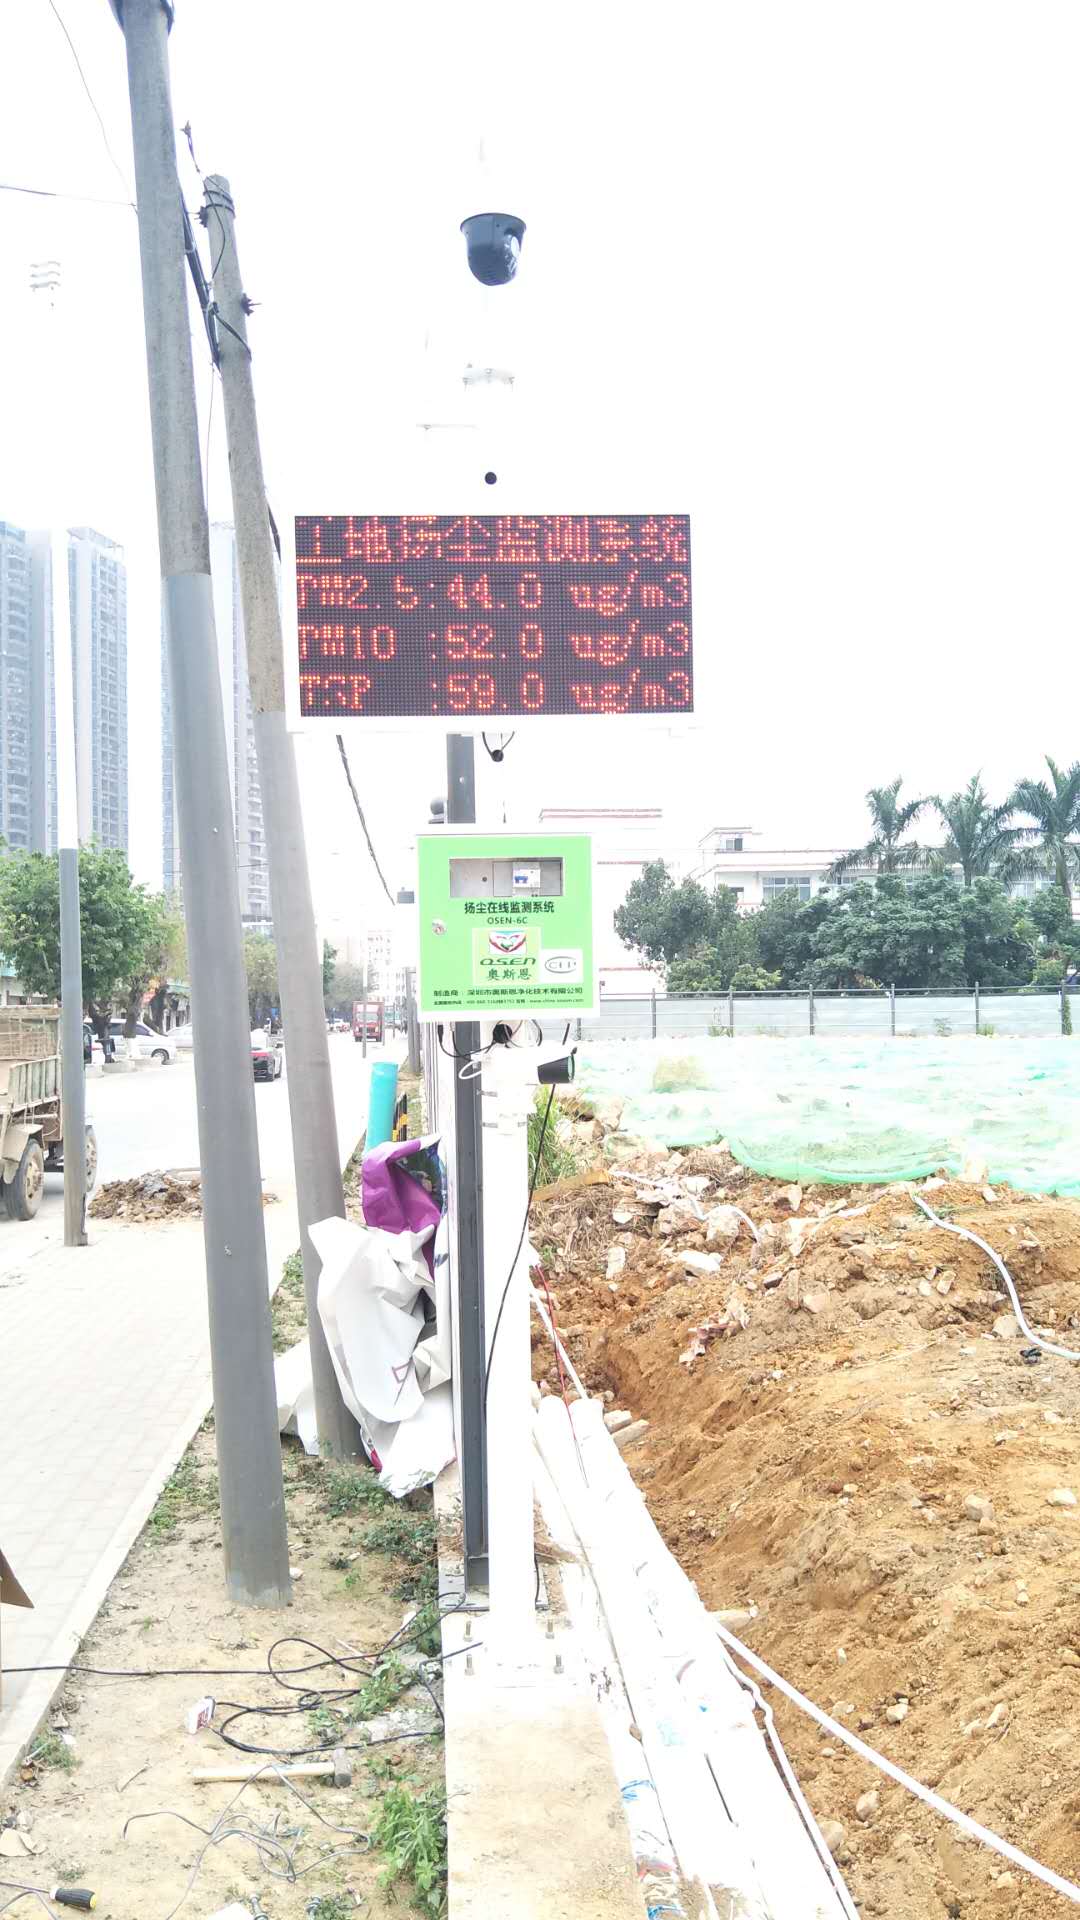 工地扬尘监测系统
PM2.5:44.0 ug/m3
PM10 :52.0 ug/m3
TSP :59.0 ug/m3
扬尘在线监测系统
OSEN-6C
OSEN
奥斯恩
CEP
制造商：深圳市奥斯恩净化技术有限公司